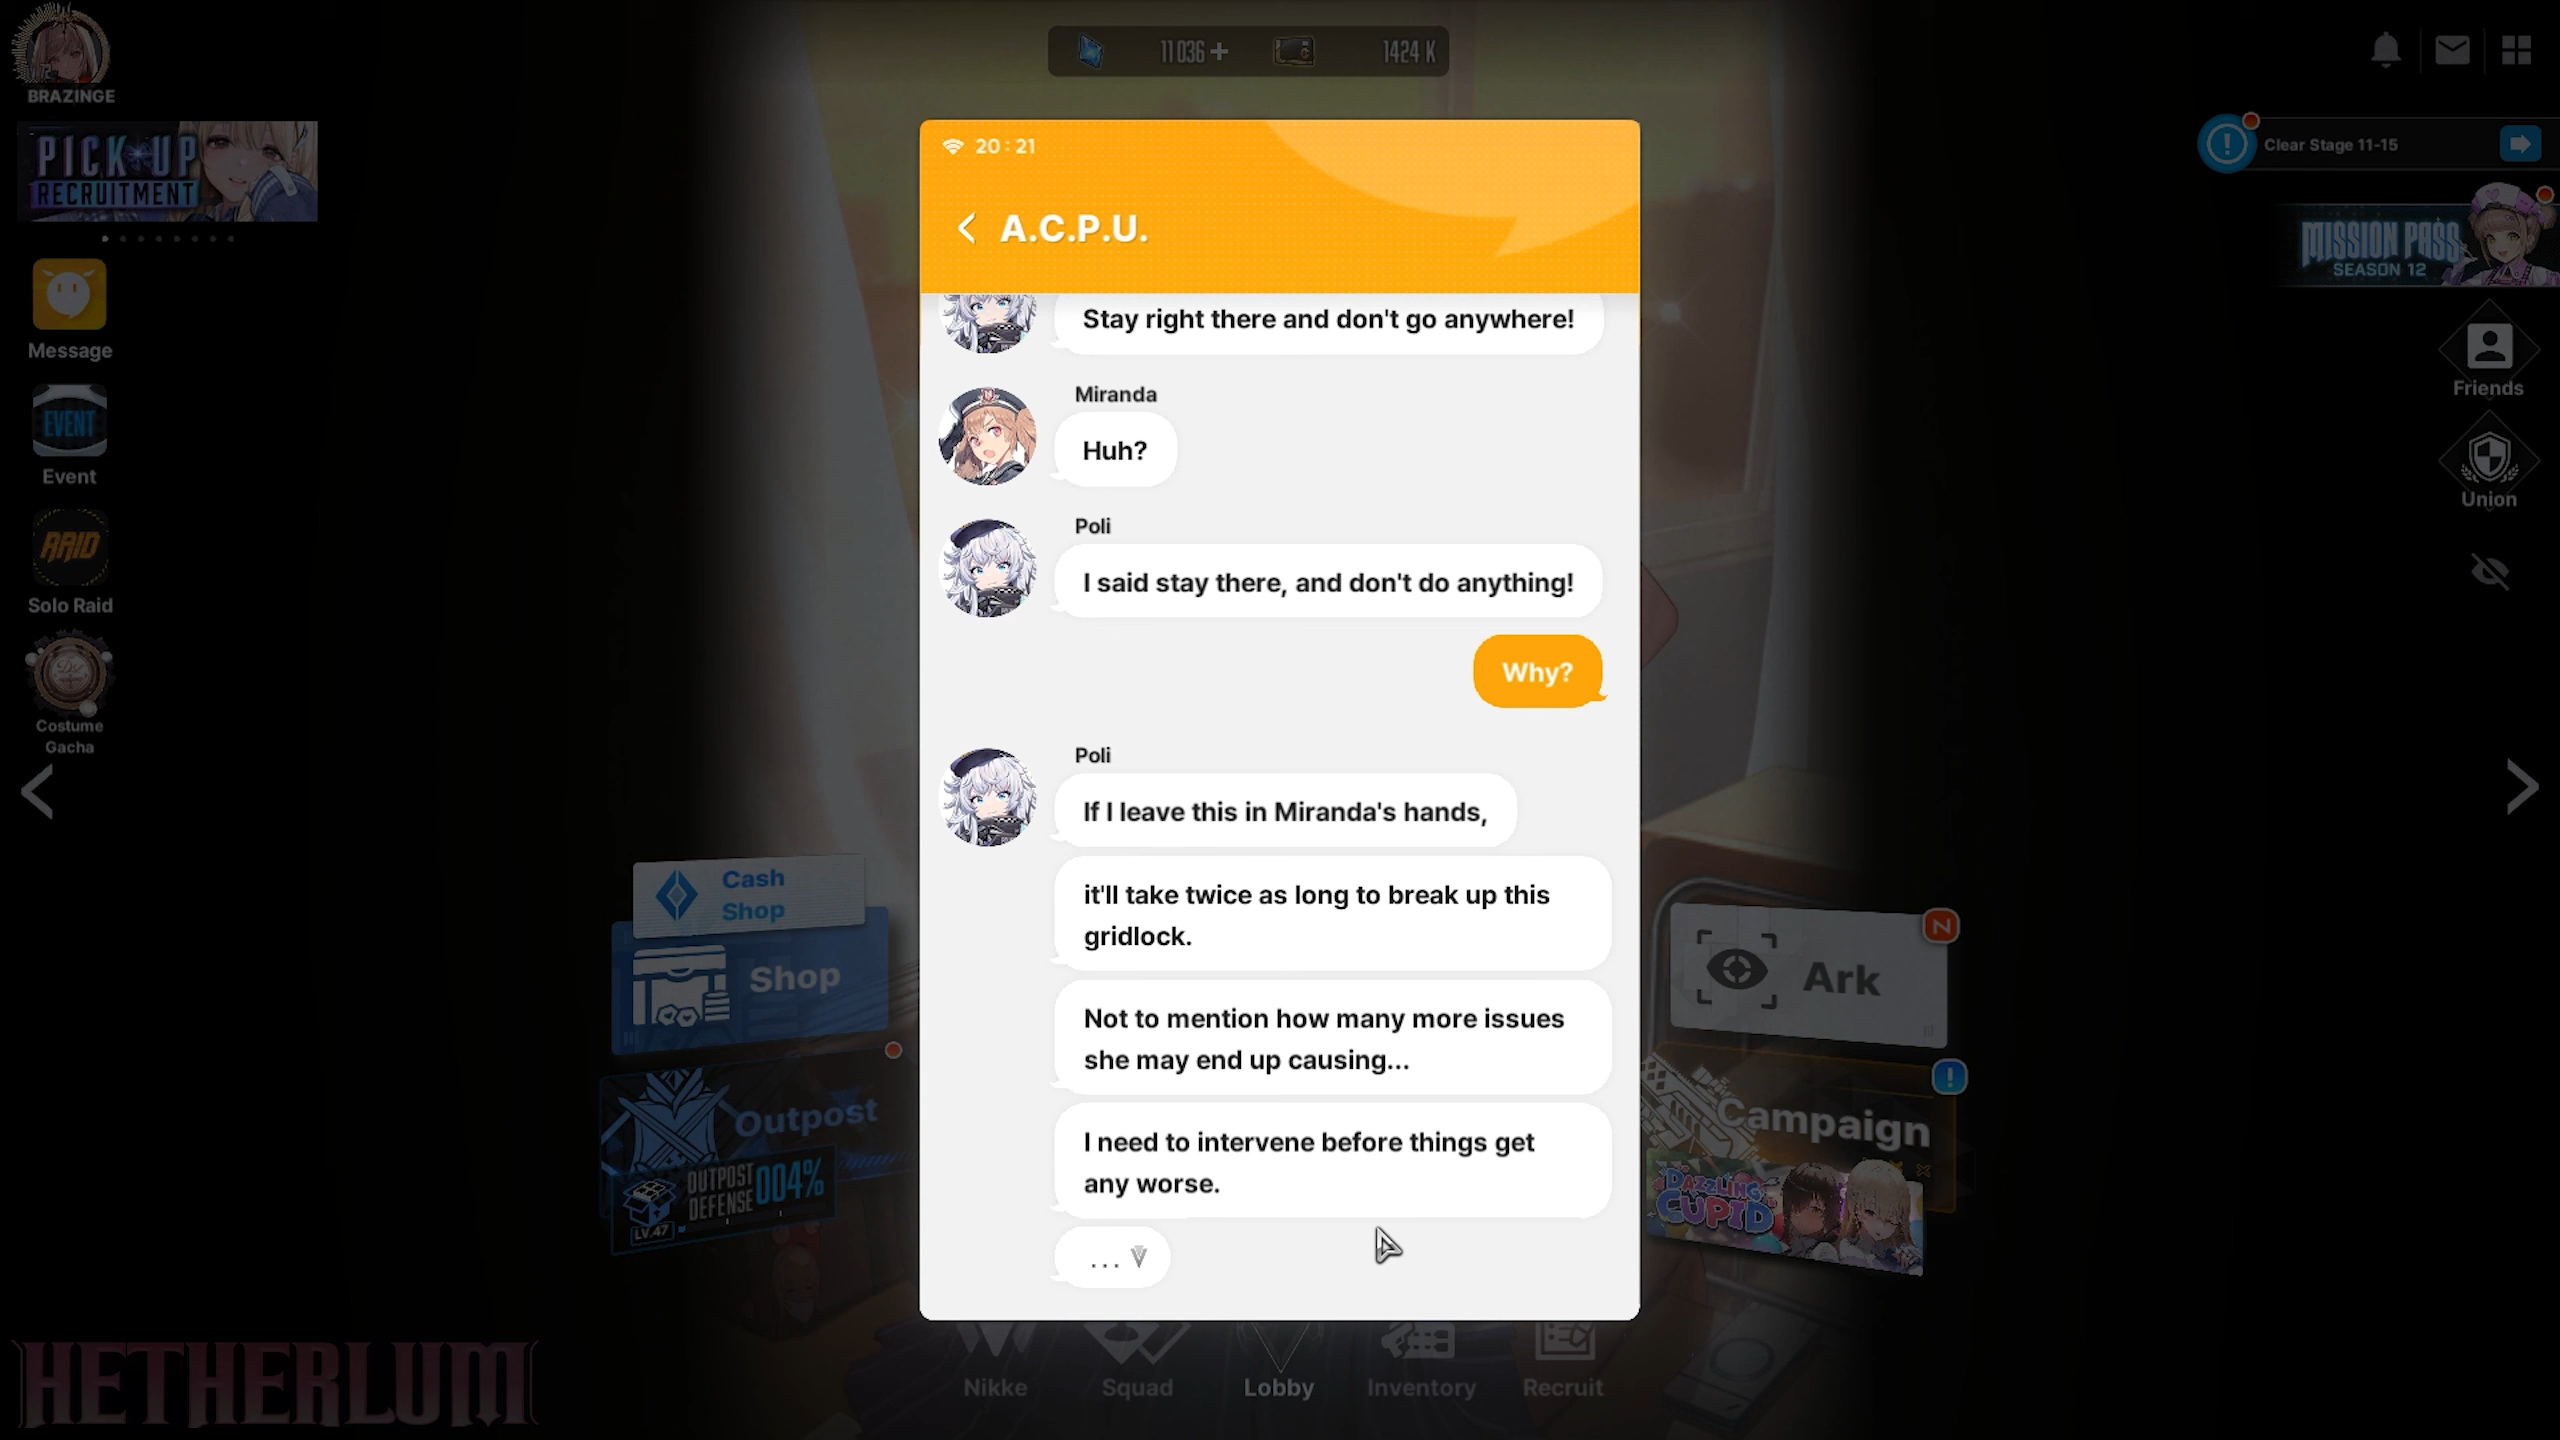 11036+
1424 K
BRAZINGE
PICK UP
RECRUITMENT
Clear Stage 11-15
MISSION PASS
SEASON 12
Message
EVENT
Event
RAID
Solo Raid
Costume
Gacha
Friends
Union
20:21
A.C.P.U.
Stay right there and don't go anywhere!
Miranda
Huh?
Poli
I said stay there, and don't do anything!
Why?
Poli
If I leave this in Miranda's hands,
it'll take twice as long to break up this
gridlock.
Not to mention how many more issues
she may end up causing...
I need to intervene before things get
any worse.
...
Cash
Shop
Shop
Outpost
OUTPOST
DEFENSE 004%
LV.47
Ark
N
Campaign
!
DAZZLING
CUPID
HETHERLUM
Nikke
Squad
Lobby
Inventory
Recruit